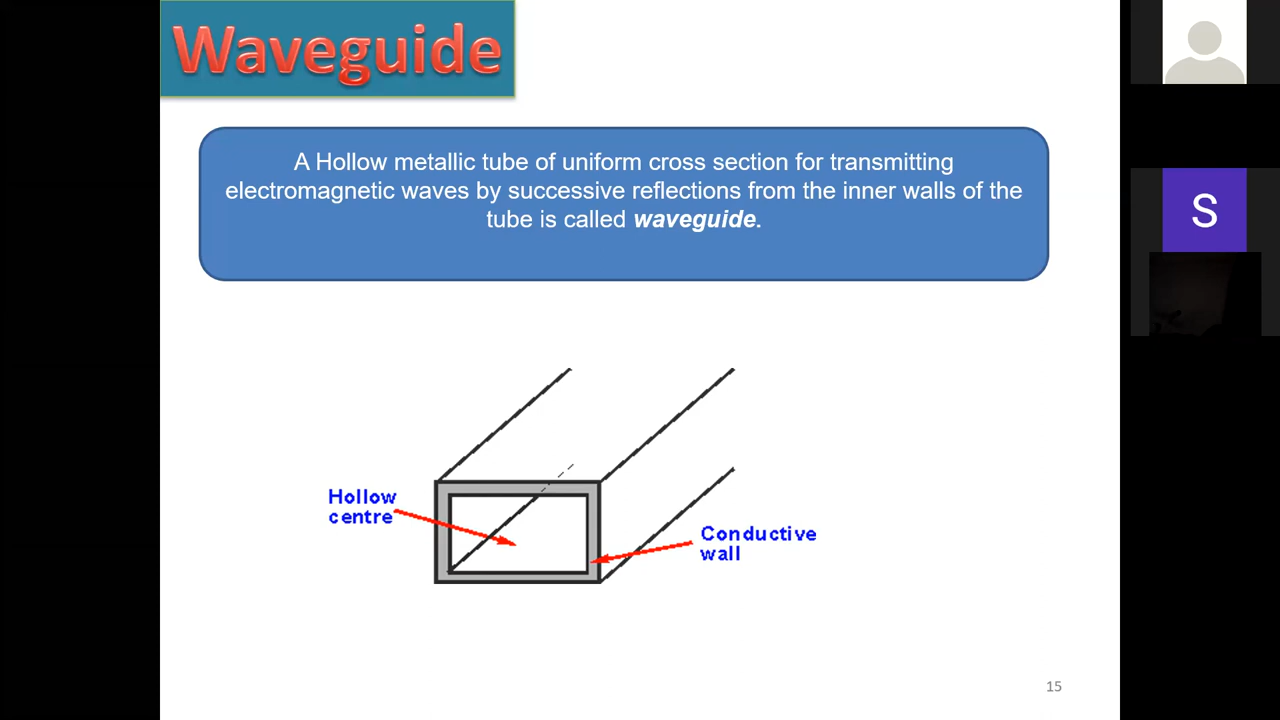 Waveguide
A Hollow metallic tube of uniform cross section for transmitting
electromagnetic waves by successive reflections from the inner walls of the
tube is called waveguide.
Hollow
centre
Conductive
wall
15
S